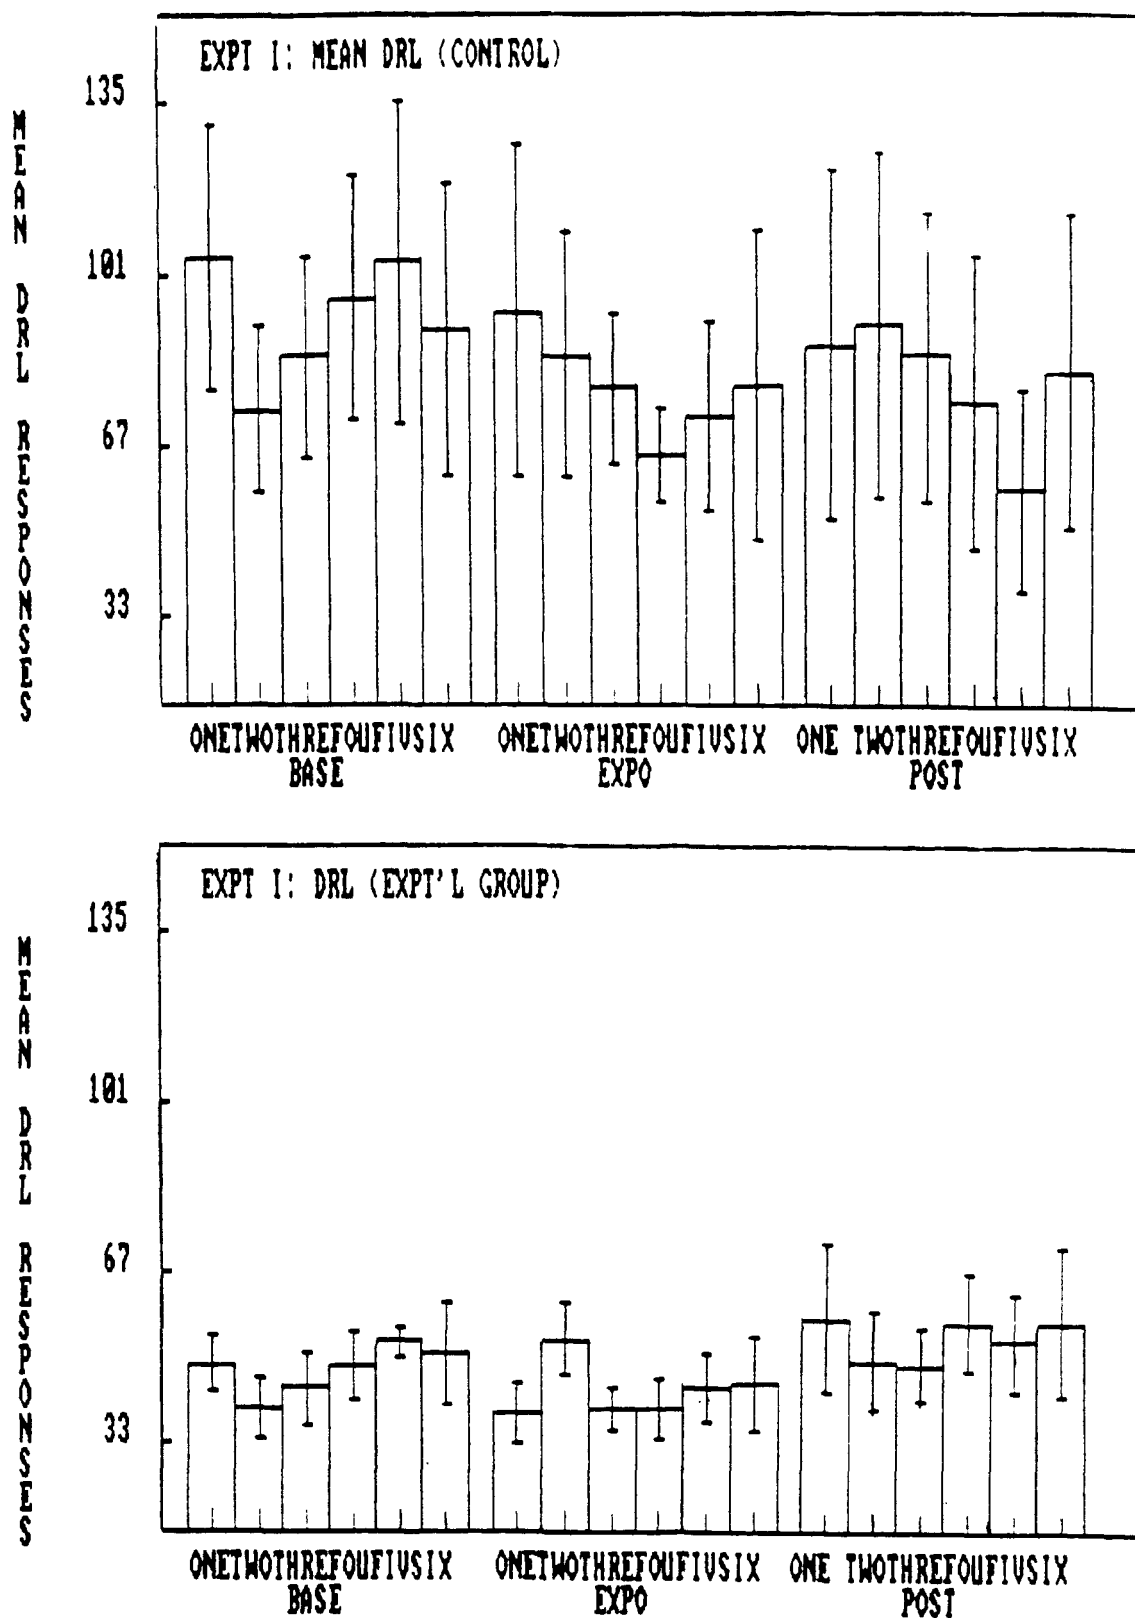 EXPT I: MEAN DRL (CONTROL)
MEAN DRL RESPONSES
135
101
67
33
ONETWOTHREFOUFIVSIX ONETWOTHREFOUFIVSIX ONE TWOTHREFOUFIVSIX
BASE EXPO POST
EXPT I: DRL (EXPT'L GROUP)
MEAN DRL RESPONSES
135
101
67
33
ONETWOTHREFOUFIVSIX ONETWOTHREFOUFIVSIX ONE TWOTHREFOUFIVSIX
BASE EXPO POST